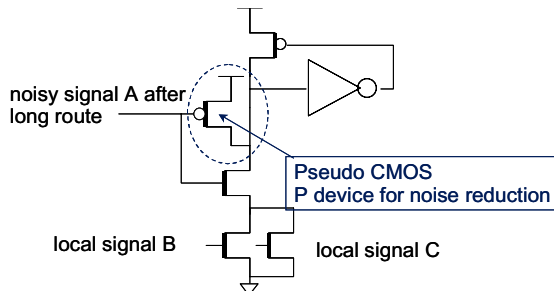 noisy signal A after
long route
Pseudo CMOS
P device for noise reduction
local signal B
local signal C